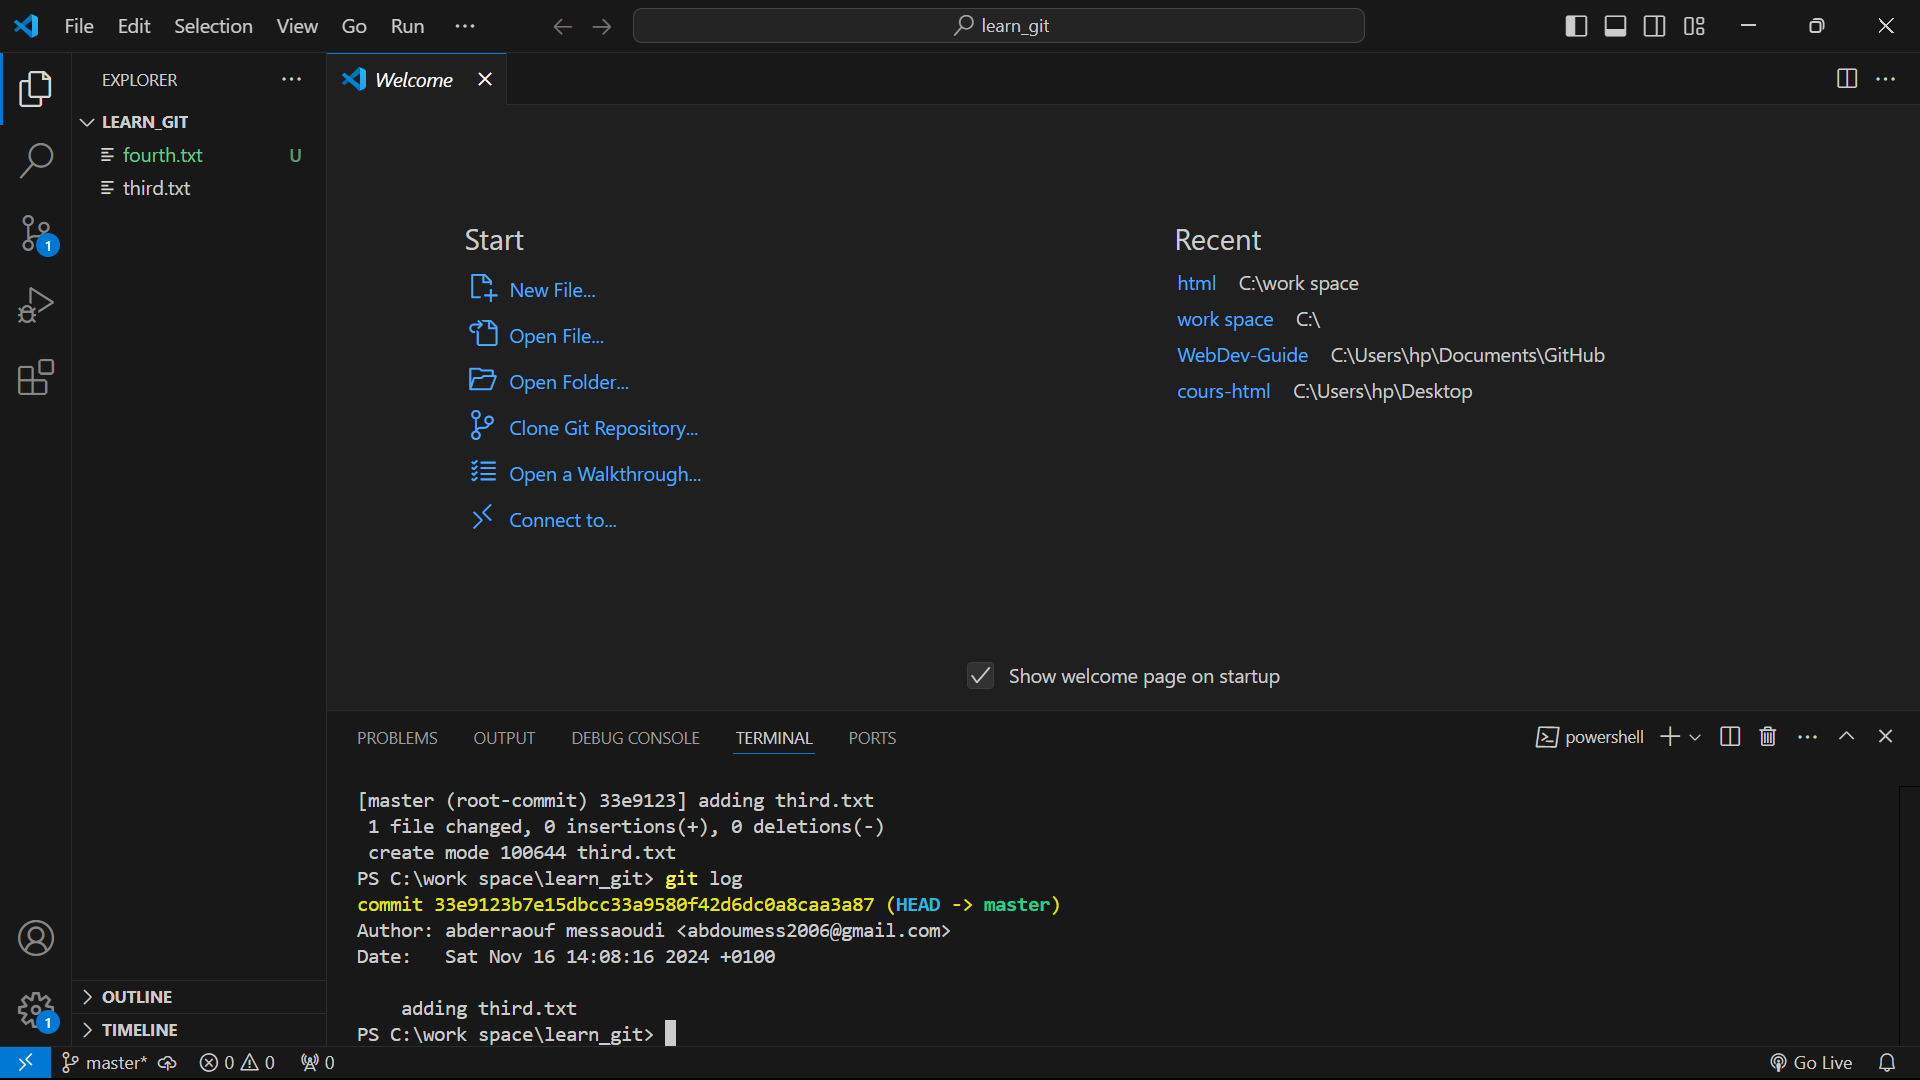 File Edit Selection View Go Run ···
learn_git
EXPLORER
Welcome
LEARN_GIT
fourth.txt U
third.txt
1
Start
New File...
Open File...
Open Folder...
Clone Git Repository...
Open a Walkthrough...
Connect to...
Recent
html C:\work space
work space C:\
WebDev-Guide C:\Users\hp\Documents\GitHub
cours-html C:\Users\hp\Desktop
Show welcome page on startup
PROBLEMS OUTPUT DEBUG CONSOLE TERMINAL PORTS
powershell
[master (root-commit) 33e9123] adding third.txt
1 file changed, 0 insertions(+), 0 deletions(-)
create mode 100644 third.txt
PS C:\work space\learn_git> git log
commit 33e9123b7e15dbcc33a9580f42d6dc0a8caa3a87 (HEAD -> master)
Author: abderraouf messaoudi <abdoumess2006@gmail.com>
Date:   Sat Nov 16 14:08:16 2024 +0100
adding third.txt
PS C:\work space\learn_git>
OUTLINE
1
TIMELINE
master* 0 0 0 Go Live